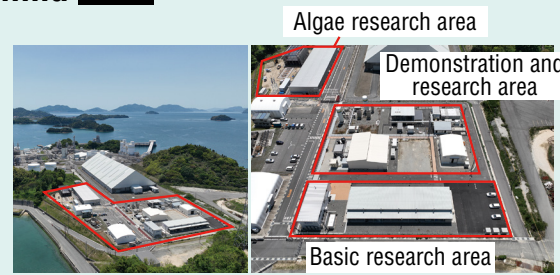 Algae research area
Demonstration and
research area
Basic research area